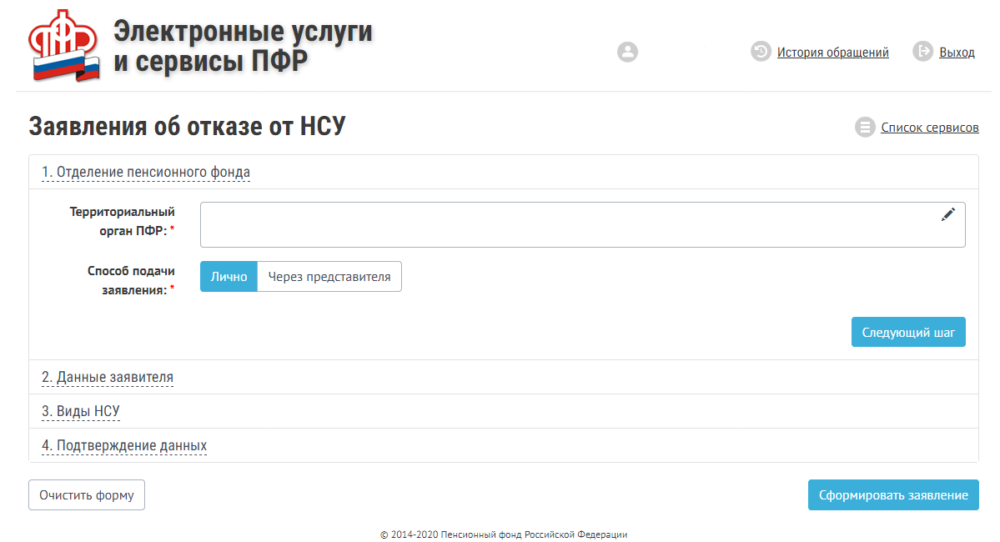 Электронные услуги
и сервисы ПФР
История обращений
Выход
Заявления об отказе от НСУ
Список сервисов
1. Отделение пенсионного фонда
Территориальный
орган ПФР: *
Способ подачи
заявления: *
Лично
Через представителя
Следующий шаг
2. Данные заявителя
3. Виды НСУ
4. Подтверждение данных
Очистить форму
Сформировать заявление
© 2014-2020 Пенсионный фонд Российской Федерации